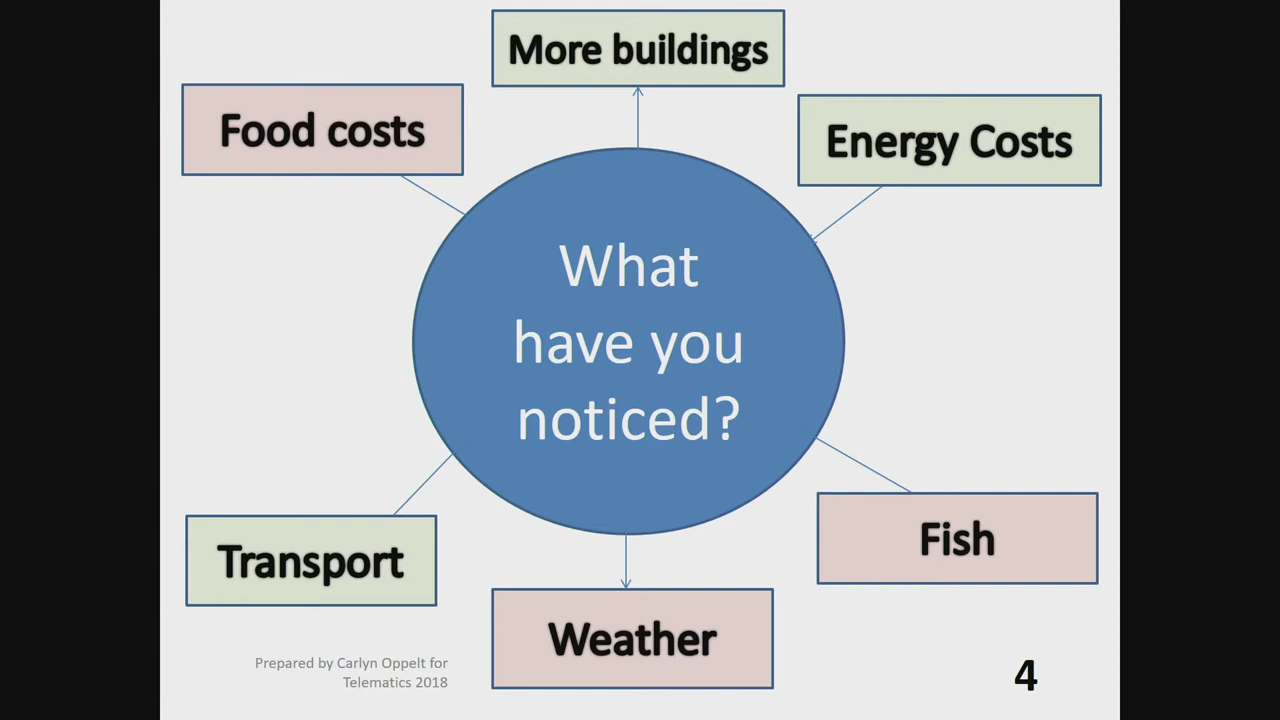 More buildings
Food costs
Energy Costs
What
have you
noticed?
Transport
Fish
Weather
Prepared by Carlyn Oppelt for
Telematics 2018
4